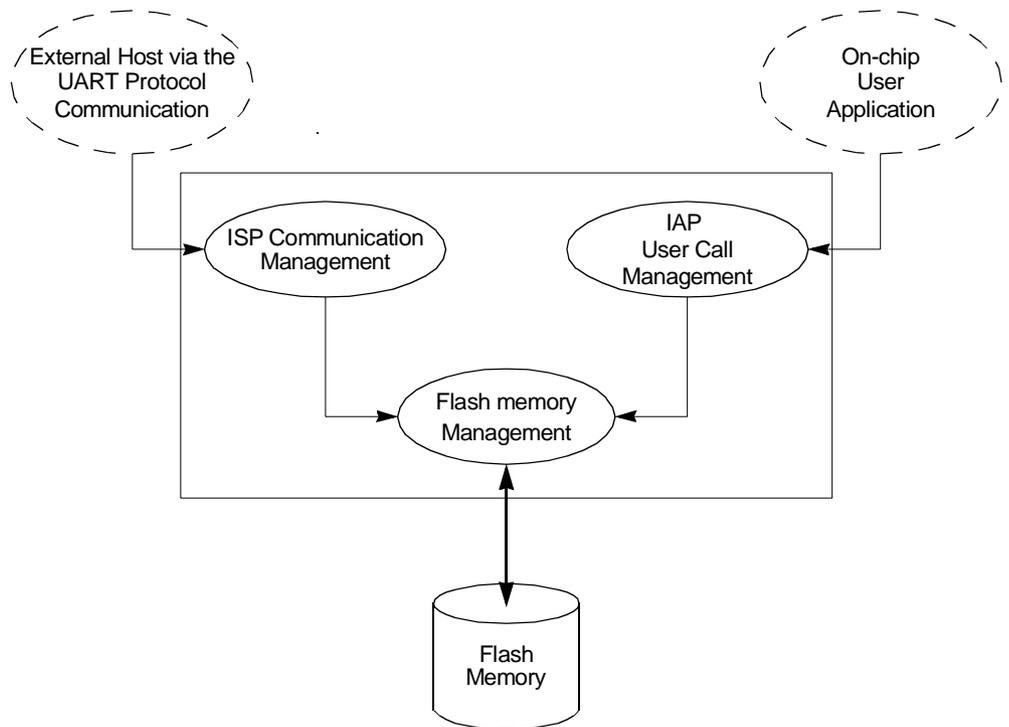 External Host via the
UART Protocol
Communication
On-chip
User
Application
ISP Communication
Management
IAP
User Call
Management
Flash memory
Management
Flash
Memory